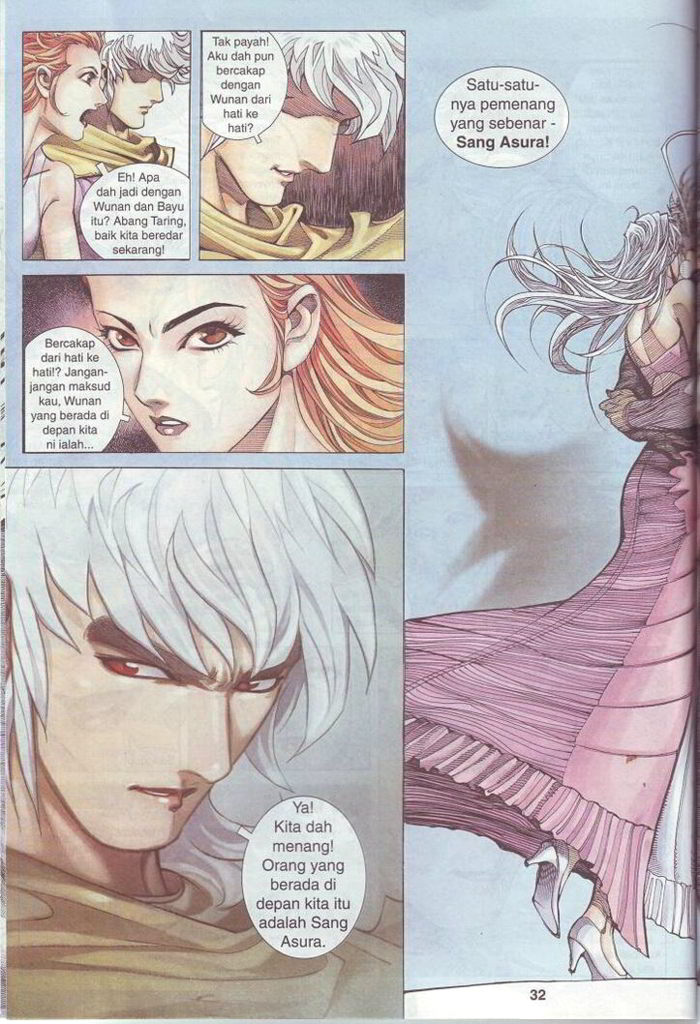 Eh! Apa
dah jadi dengan
Wunan dan Bayu
itu? Abang Taring,
baik kita beredar
sekarang!
Tak payah!
Aku dah pun
bercakap
dengan
Wunan dari
hati ke
hati?
Bercakap
dari hati ke
hati!? Jangan-
jangan maksud
kau, Wunan
yang berada di
depan kita
ni ialah...
Ya!
Kita dah
menang!
Orang yang
berada di
depan kita itu
adalah Sang
Asura.
Satu-satu-
nya pemenang
yang sebenar -
Sang Asura!
32